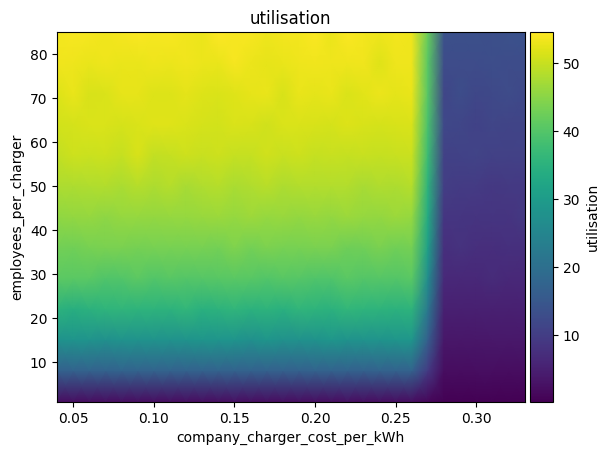 utilisation
80
70
60
50
40
30
20
10
employees_per_charger
0.05 0.10 0.15 0.20 0.25 0.30
company_charger_cost_per_kWh
50
40
30
20
10
utilisation